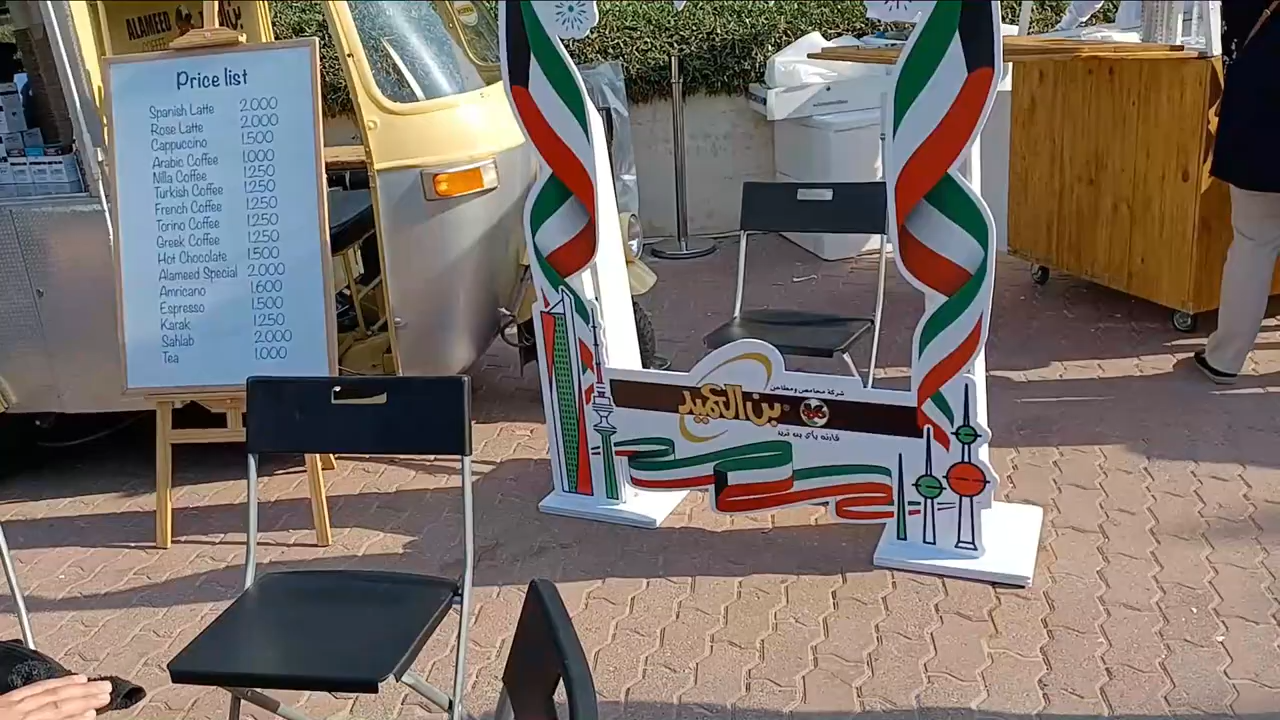 ALAMEED
بن العميد
Price list
Spanish Latte 2.000
Rose Latte 2.000
Cappuccino 1.500
Arabic Coffee 1.000
Nilla Coffee 1.250
Turkish Coffee 1.250
French Coffee 1.250
Torino Coffee 1.250
Greek Coffee 1.250
Hot Chocolate 1.500
Alameed Special 2.000
Amricano 1.600
Espresso 1.500
Karak 1.250
Sahlab 2.000
Tea 1.000
شركة محامص ومطاحن
بن العميد